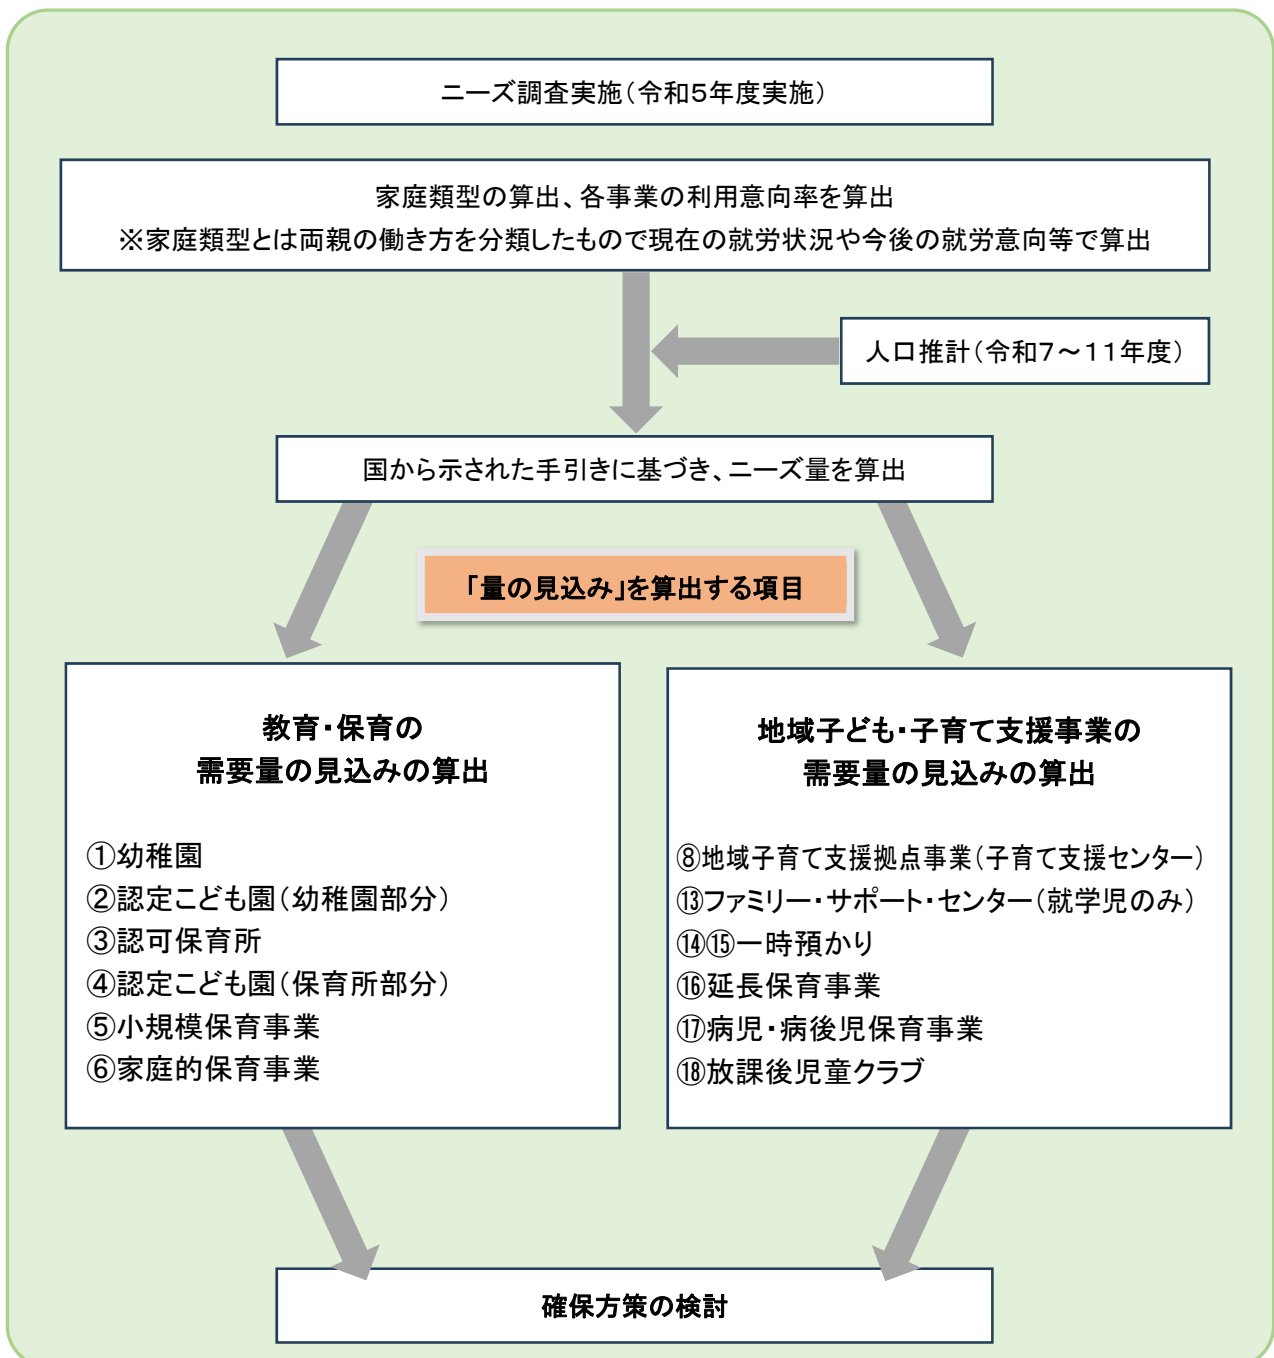 ニーズ調査実施(令和5年度実施)
家庭類型の算出、各事業の利用意向率を算出
※家庭類型とは両親の働き方を分類したもので現在の就労状況や今後の就労意向等で算出
人口推計(令和7～11年度)
国から示された手引きに基づき、ニーズ量を算出
「量の見込み」を算出する項目
教育・保育の
需要量の見込みの算出
①幼稚園
②認定こども園(幼稚園部分)
③認可保育所
④認定こども園(保育所部分)
⑤小規模保育事業
⑥家庭的保育事業
地域子ども・子育て支援事業の
需要量の見込みの算出
⑧地域子育て支援拠点事業(子育て支援センター)
⑬ファミリー・サポート・センター(就学児のみ)
⑭⑮一時預かり
⑯延長保育事業
⑰病児・病後児保育事業
⑱放課後児童クラブ
確保方策の検討